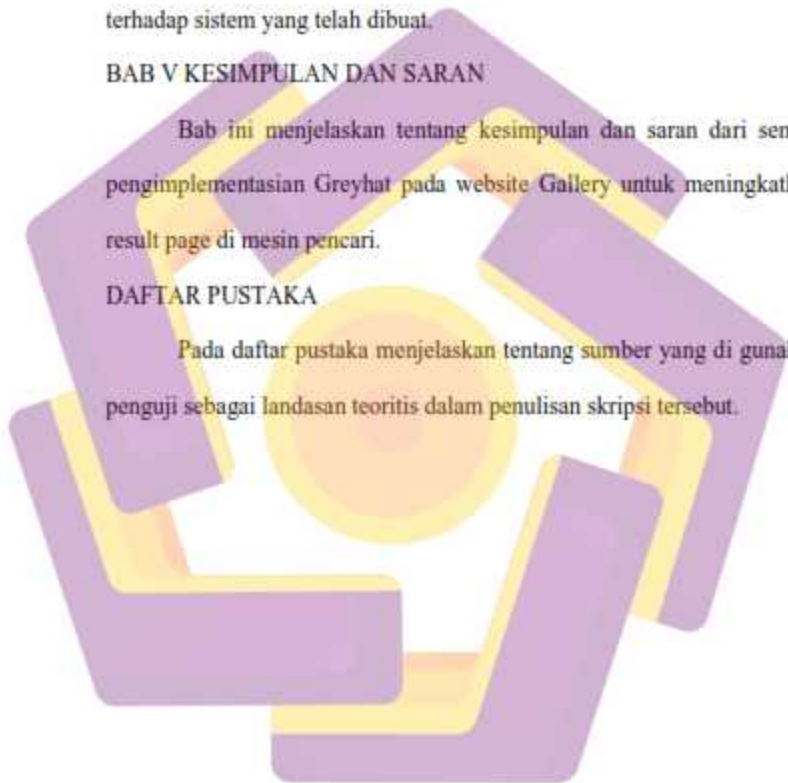 terhadap sistem yang telah dibuat.
BAB V KESIMPULAN DAN SARAN
Bab ini menjelaskan tentang kesimpulan dan saran dari
pengimplementasian Greyhat pada website Gallery untuk
result page di mesin pencari.
DAFTAR PUSTAKA
Pada daftar pustaka menjelaskan tentang sumber yang di
penguji sebagai landasan teoritis dalam penulisan skripsi tersebut.